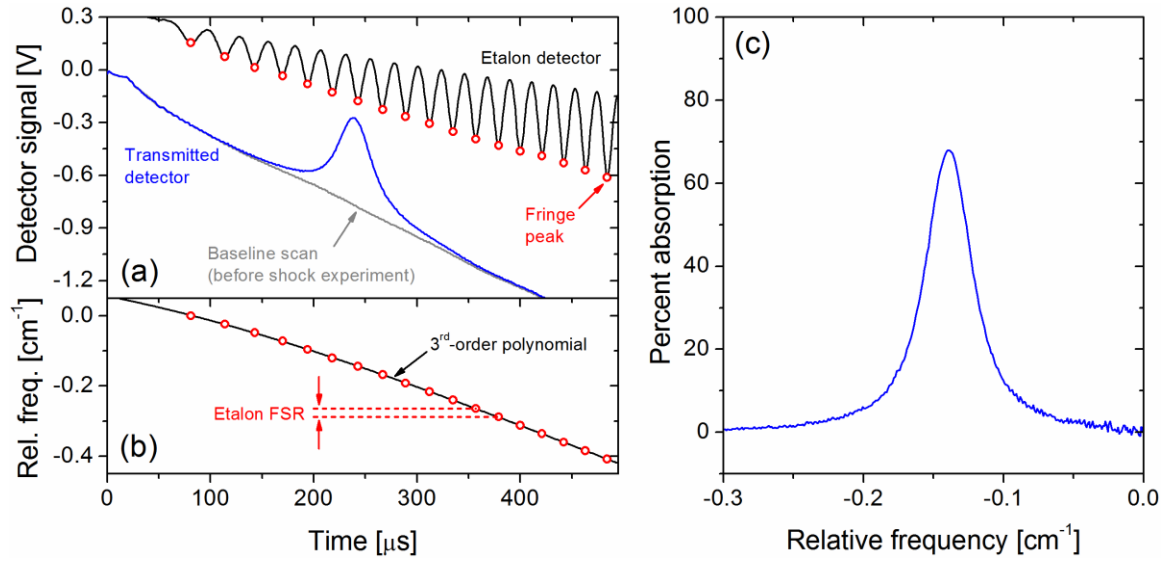 0.3
0.0
-0.3
-0.6
-0.9
-1.2
Detector signal [V]
Etalon detector
Transmitted
detector
Fringe
peak
Baseline scan
(before shock experiment)
(a)
0.0
-0.2
-0.4
Rel. freq. [cm⁻¹]
3ʳᵈ-order polynomial
Etalon FSR
(b)
0 100 200 300 400
Time [μs]
(c)
100
80
60
40
20
0
Percent absorption
-0.3 -0.2 -0.1 0.0
Relative frequency [cm⁻¹]